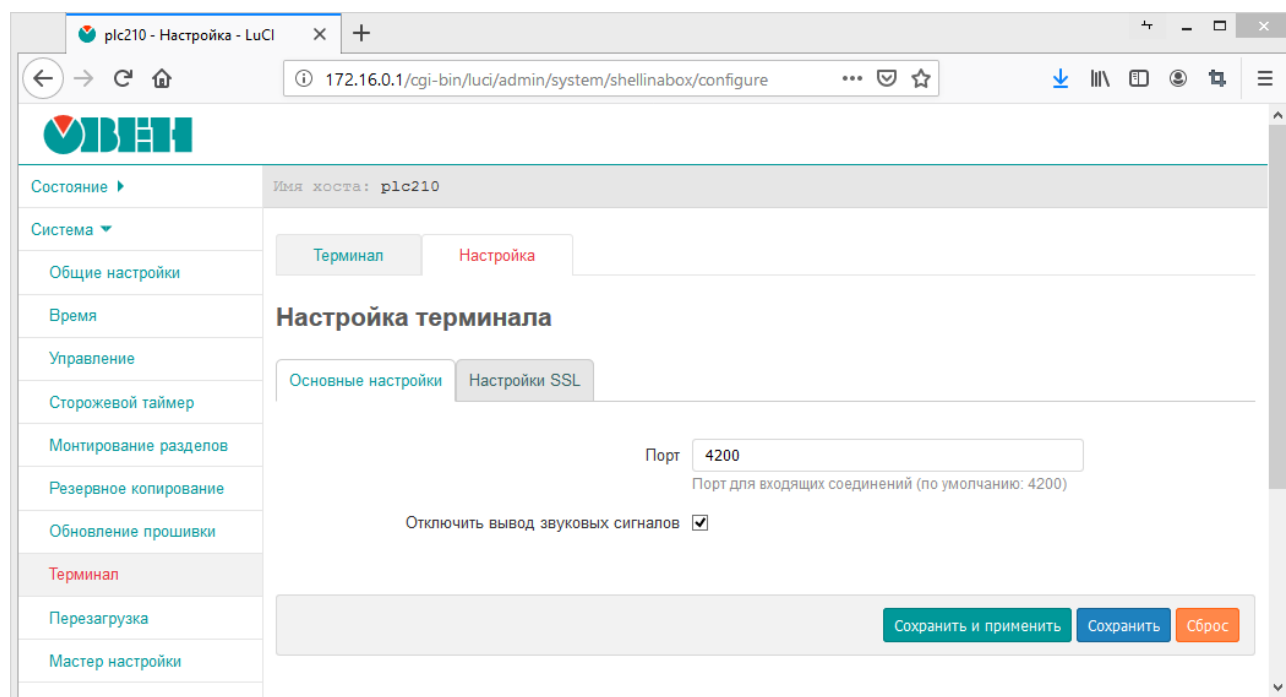 plc210 - Настройка - LuCI
172.16.0.1/cgi-bin/luci/admin/system/shellinabox/configure
ОВЕН
Состояние
Имя хоста: plc210
Система
Терминал Настройка
Общие настройки
Время
Настройка терминала
Управление
Основные настройки Настройки SSL
Сторожевой таймер
Монтирование разделов
Порт 4200
Резервное копирование
Порт для входящих соединений (по умолчанию: 4200)
Обновление прошивки
Отключить вывод звуковых сигналов
Терминал
Перезагрузка
Сохранить и применить Сохранить Сброс
Мастер настройки